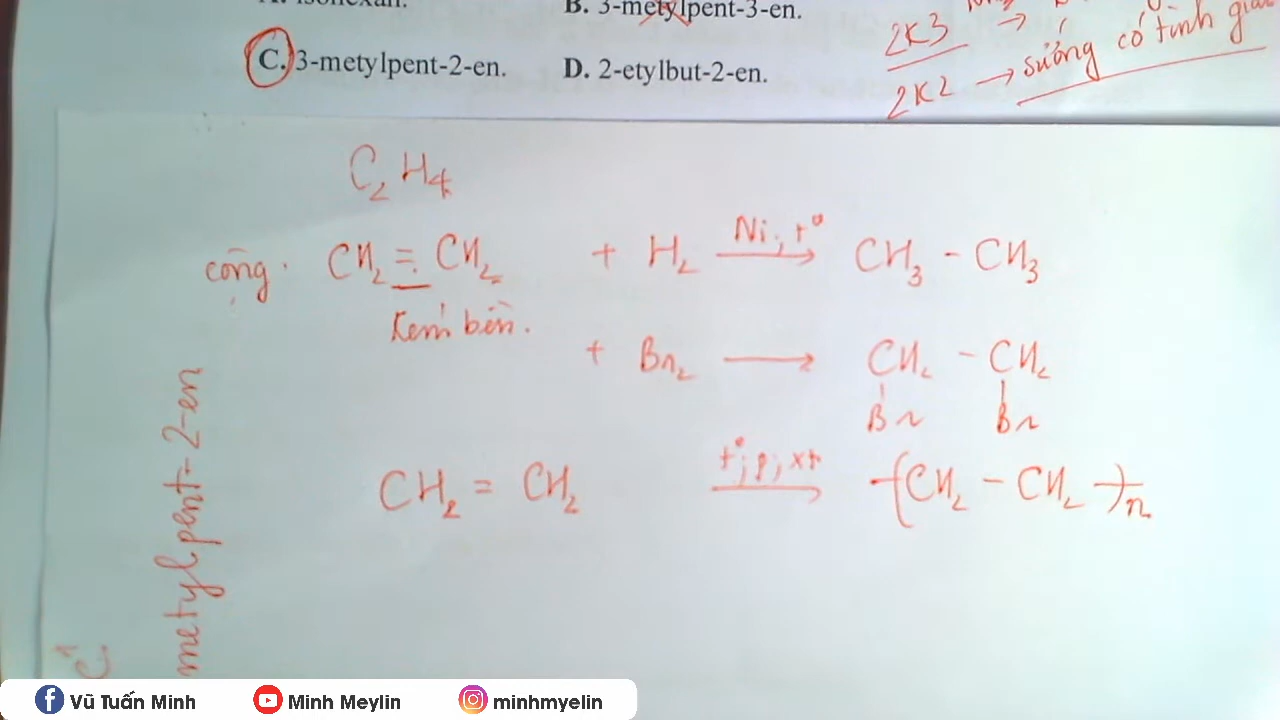 A. isohexan.
B. 3-metylpent-3-en.
C. 3-metylpent-2-en.
D. 2-etylbut-2-en.
2K3 →
2K2 → sướng có tình
C₂H₄
cộng. CH₂ = CH₂ + H₂ Ni, t° → CH₃ - CH₃
Kém bền.
+ Br₂ → CH₂ - CH₂
Br Br
CH₂ = CH₂ t°, p, xt → -(CH₂ - CH₂)-n
metylpent-2-en
C.
Vũ Tuấn Minh
Minh Meylin
minhmyelin